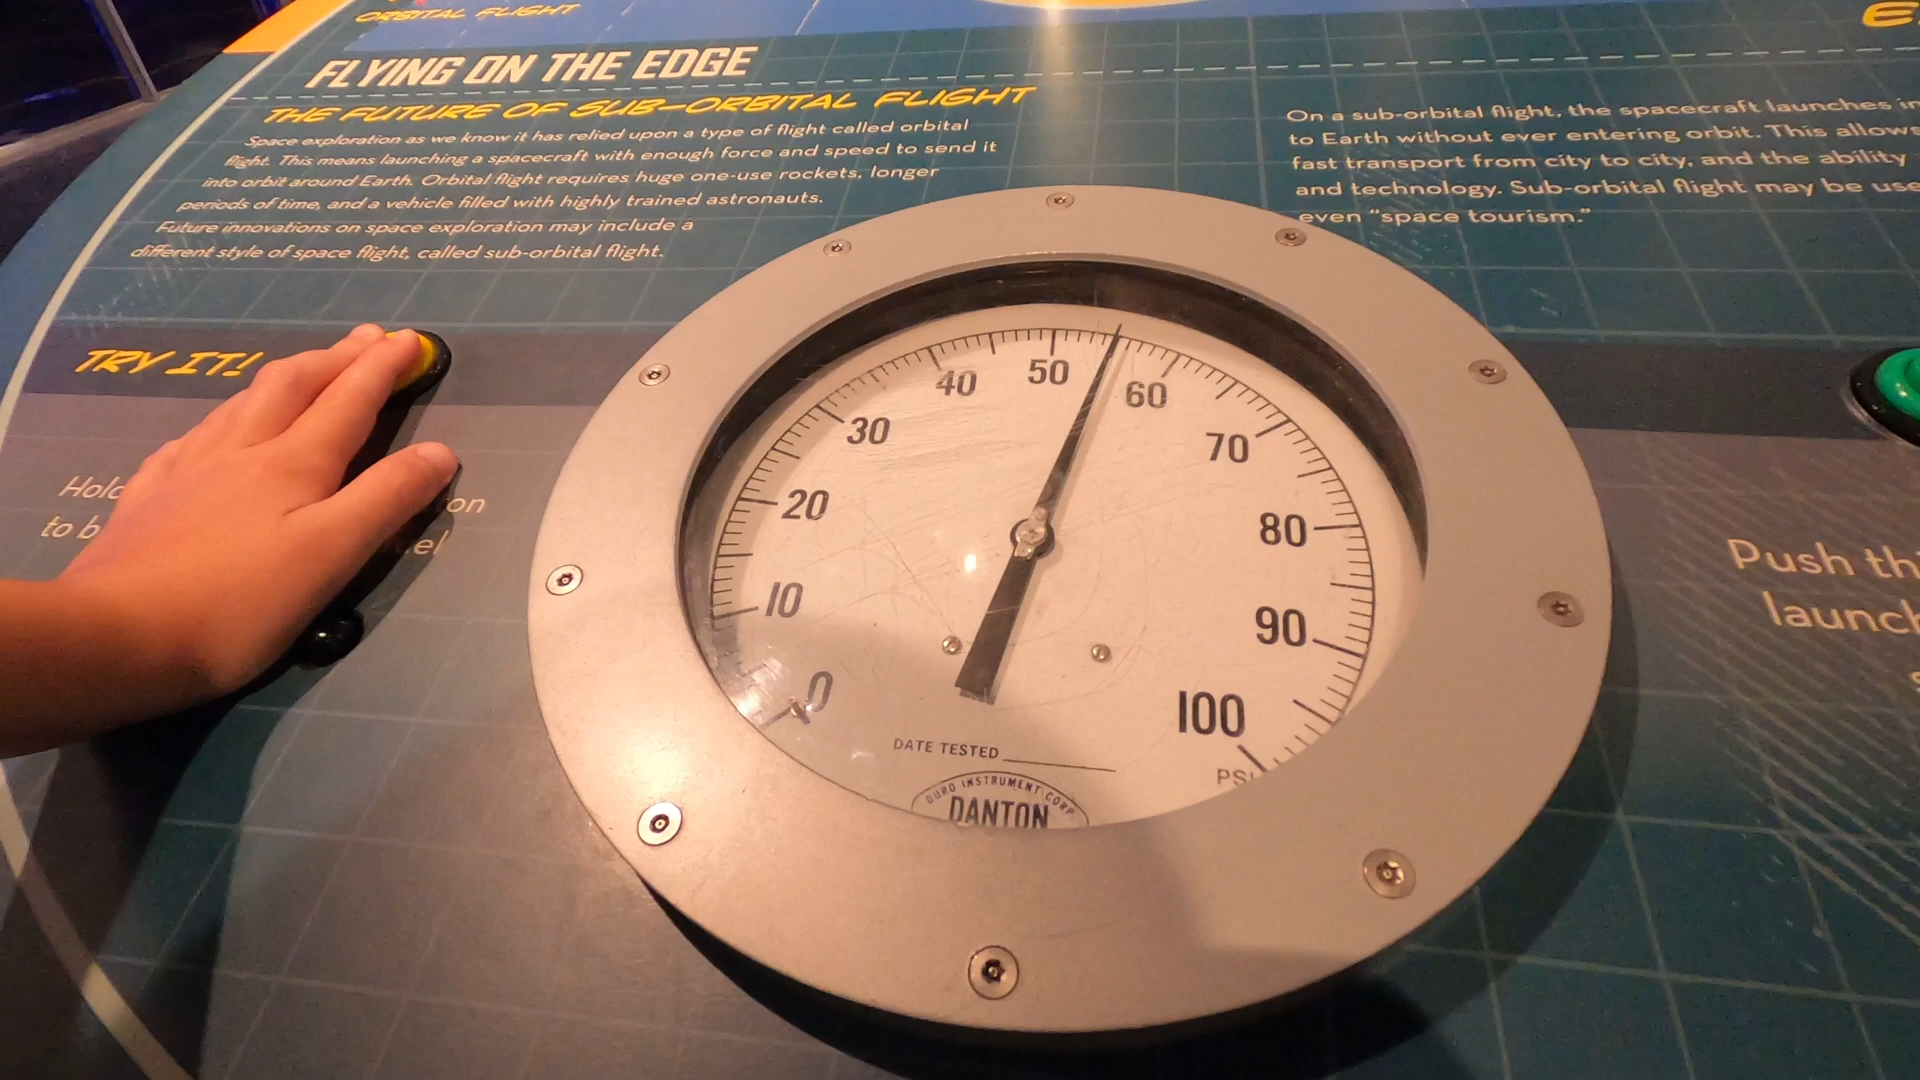 ORBITAL FLIGHT
FLYING ON THE EDGE
THE FUTURE OF SUB-ORBITAL FLIGHT
Space exploration as we know it has relied upon a type of flight called orbital
flight. This means launching a spacecraft with enough force and speed to send it
into orbit around Earth. Orbital flight requires huge one-use rockets, longer
periods of time, and a vehicle filled with highly trained astronauts.
Future innovations on space exploration may include a
different style of space flight, called sub-orbital flight.
On a sub-orbital flight, the spacecraft launches
to Earth without ever entering orbit. This allows
fast transport from city to city, and the ability
and technology. Sub-orbital flight may be
even "space tourism."
TRY IT!
to
Push
0
10
20
30
40
50
60
70
80
90
100
PSI
DATE TESTED
DURO INSTRUMENT CORP.
DANTON